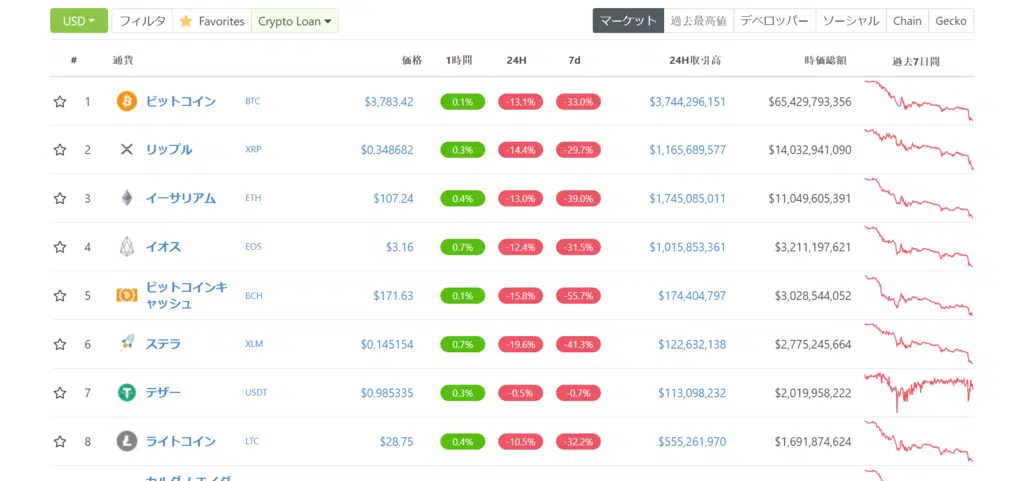 USD フィルタ Favorites Crypto Loan マーケット 過去最高値 デベロッパー ソーシャル Chain Gecko
# 通貨 価格 1時間 24H 7d 24H取引高 時価総額 過去7日間
1 ビットコイン BTC $3,783.42 0.1% -13.1% -33.0% $3,744,296,151 $65,429,793,356
2 リップル XRP $0.348682 0.3% -14.4% -29.7% $1,165,689,577 $14,032,941,090
3 イーサリアム ETH $107.24 0.4% -13.0% -39.0% $1,745,085,011 $11,049,605,391
4 イオス EOS $3.16 0.7% -12.4% -31.5% $1,015,853,361 $3,211,197,621
5 ビットコインキ
ャッシュ BCH $171.63 0.1% -15.8% -55.7% $174,404,797 $3,028,544,052
6 ステラ XLM $0.145154 0.7% -19.6% -41.3% $122,632,138 $2,775,245,664
7 テザー USDT $0.985335 0.3% -0.5% -0.7% $113,098,232 $2,019,958,222
8 ライトコイン LTC $28.75 0.4% -10.5% -32.2% $555,261,970 $1,691,874,624